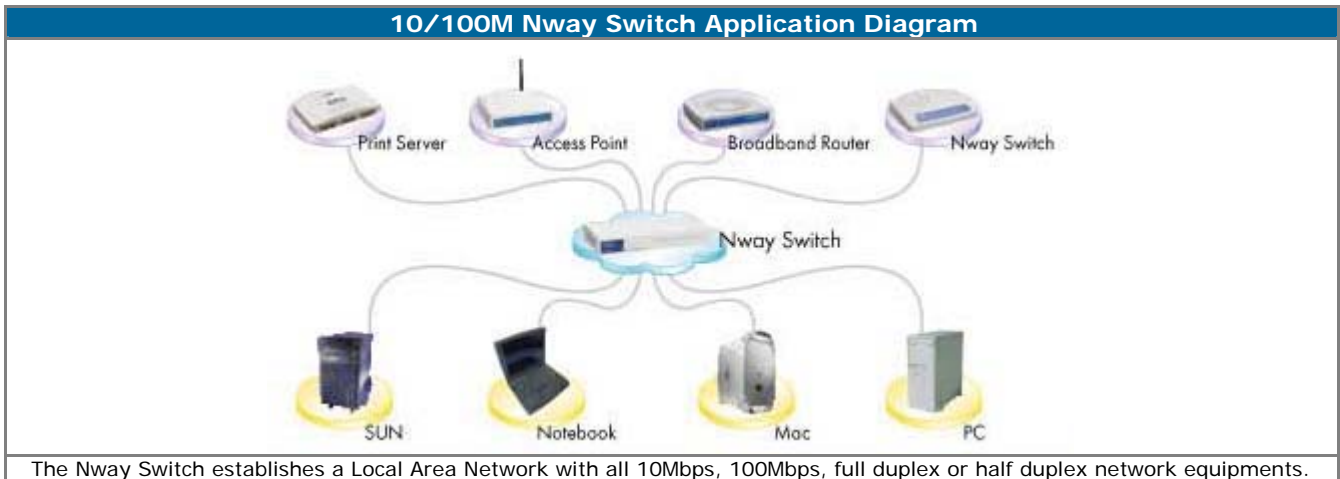 10/100M Nway Switch Application Diagram
Print Server
Access Point
Broadband Router
Nway Switch
Nway Switch
SUN
Notebook
Mac
PC
The Nway Switch establishes a Local Area Network with all 10Mbps, 100Mbps, full duplex or half duplex network equipments.